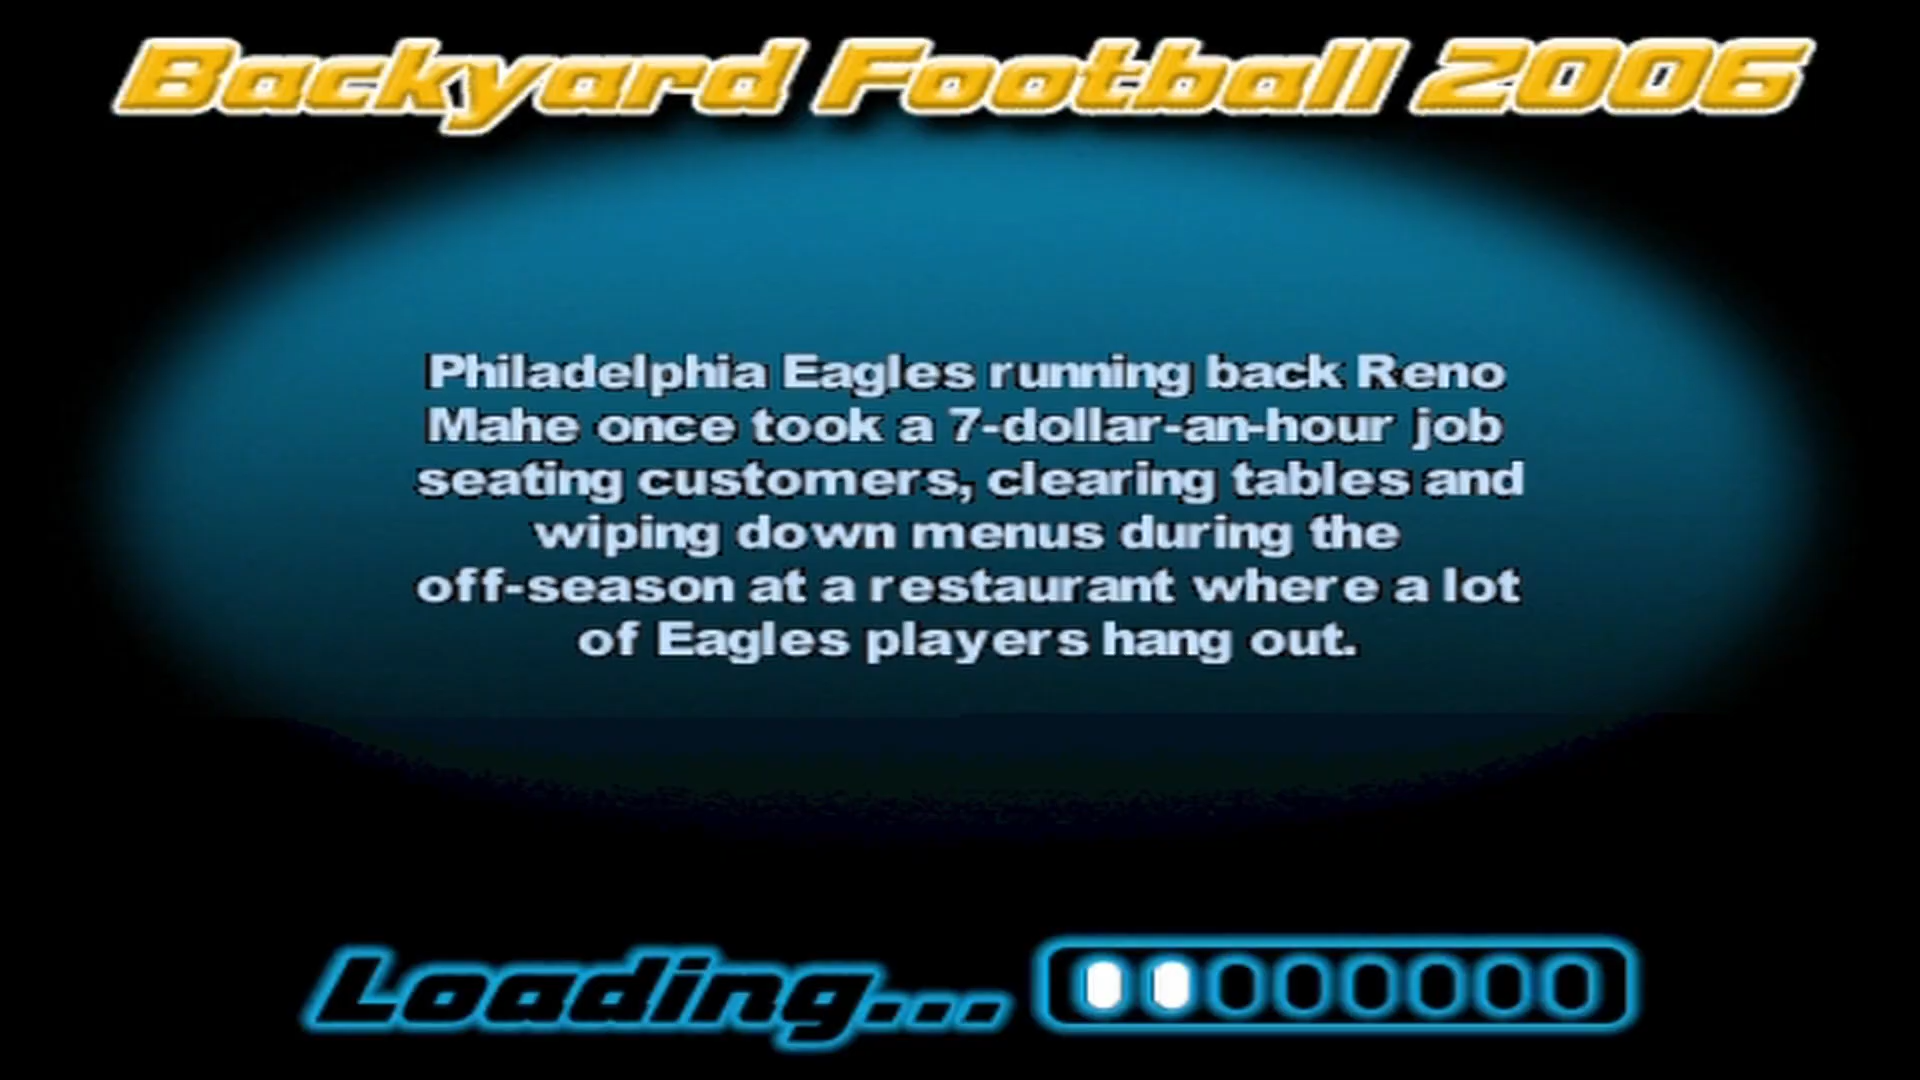 Backyard Football 2006
Philadelphia Eagles running back Reno
Mahe once took a 7-dollar-an-hour job
seating customers, clearing tables and
wiping down menus during the
off-season at a restaurant where a lot
of Eagles players hang out.
Loading...